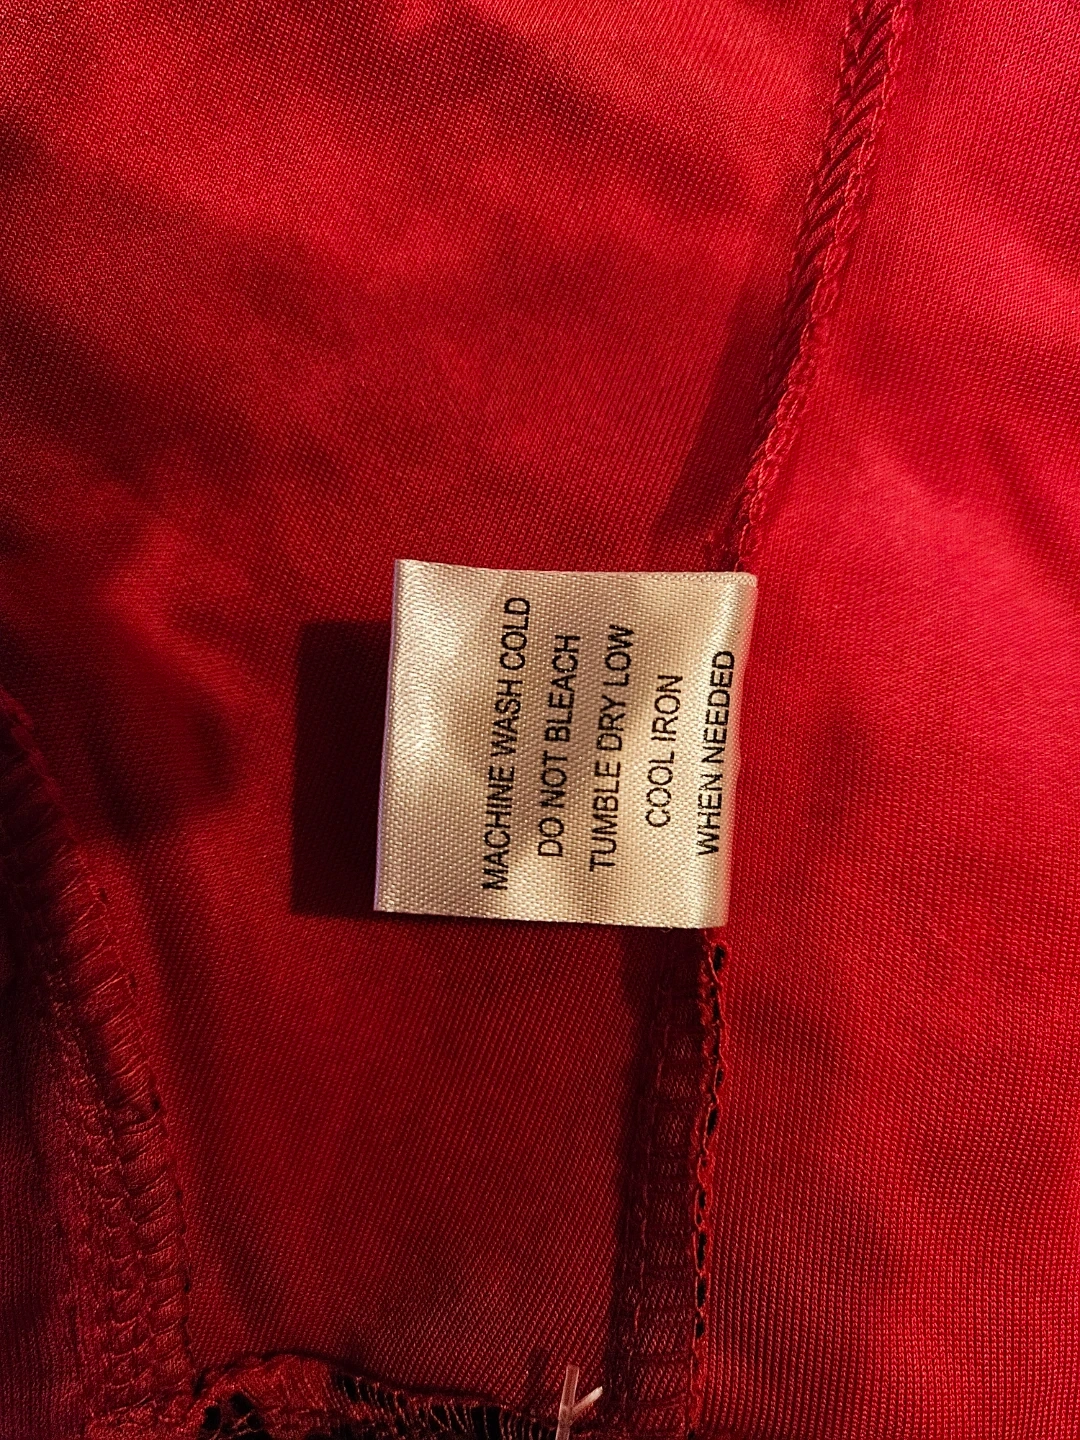 MACHINE WASH COLD
DO NOT BLEACH
TUMBLE DRY LOW
COOL IRON
WHEN NEEDED